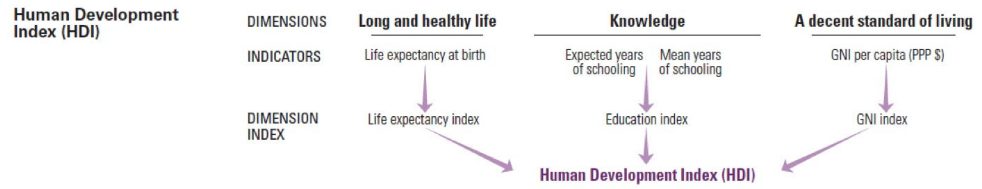 Human Development
Index (HDI)
DIMENSIONS Long and healthy life Knowledge A decent standard of living
INDICATORS Life expectancy at birth Expected years of schooling Mean years of schooling GNI per capita (PPP $)
DIMENSION INDEX Life expectancy index Education index GNI index
Human Development Index (HDI)